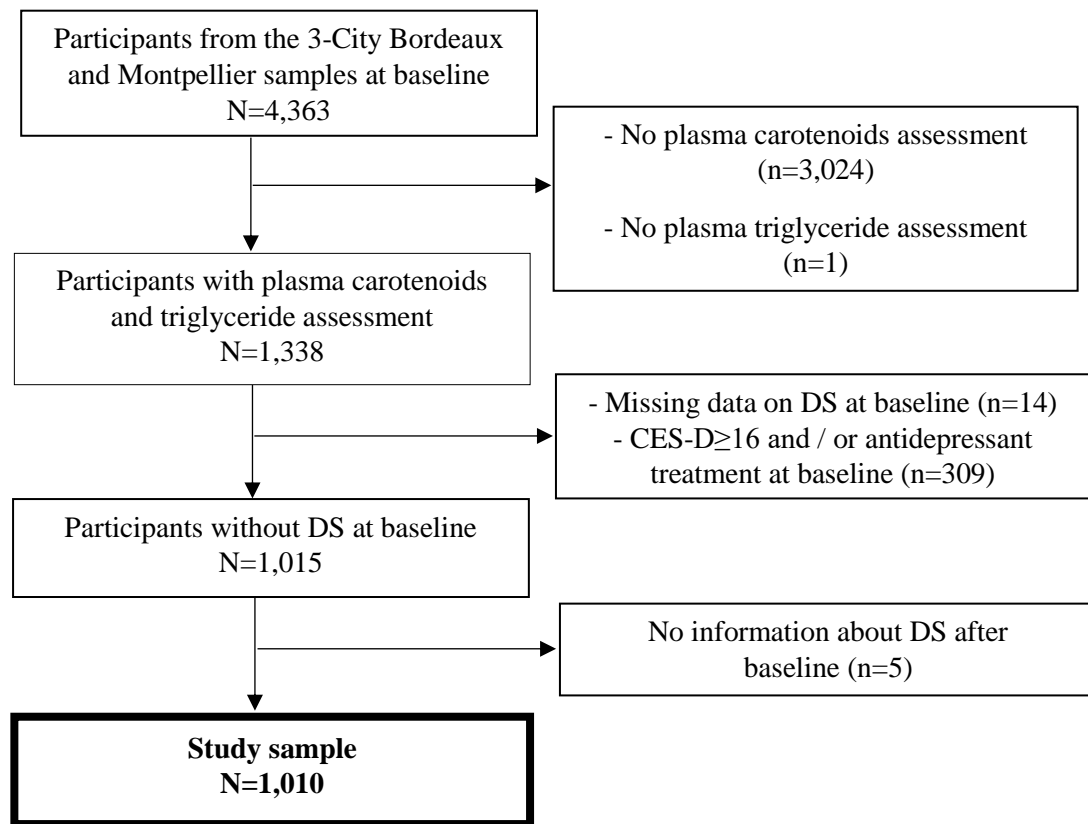 Participants from the 3-City Bordeaux
and Montpellier samples at baseline
N=4,363
- No plasma carotenoids assessment
(n=3,024)
- No plasma triglyceride assessment
(n=1)
Participants with plasma carotenoids
and triglyceride assessment
N=1,338
- Missing data on DS at baseline (n=14)
- CES-D≥16 and / or antidepressant
treatment at baseline (n=309)
Participants without DS at baseline
N=1,015
No information about DS after
baseline (n=5)
Study sample
N=1,010